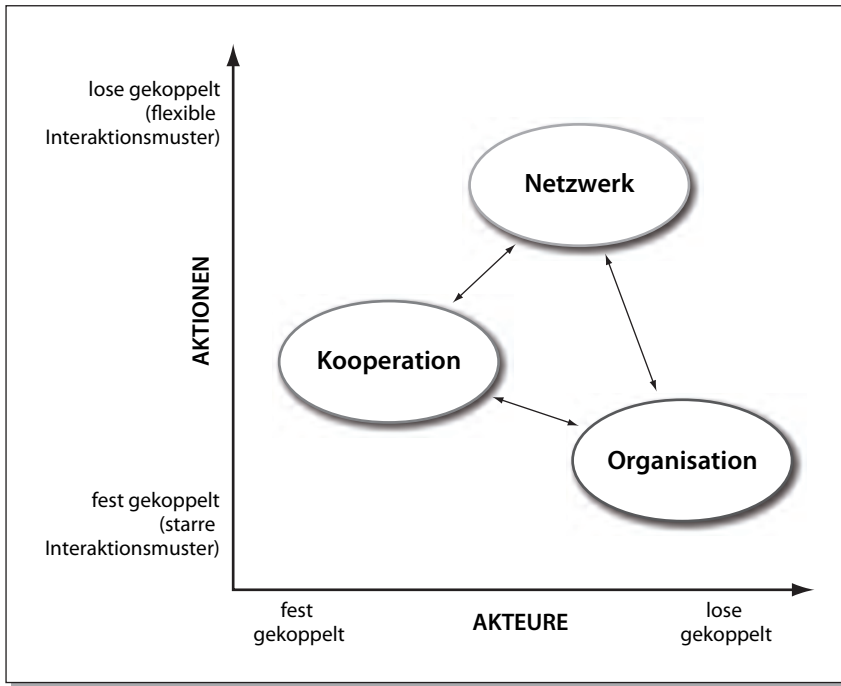 lose gekoppelt
(flexible
Interaktionsmuster)
Netzwerk
AKTIONEN
Kooperation
Organisation
fest gekoppelt
(starre
Interaktionsmuster)
fest
gekoppelt
AKTEURE
lose
gekoppelt